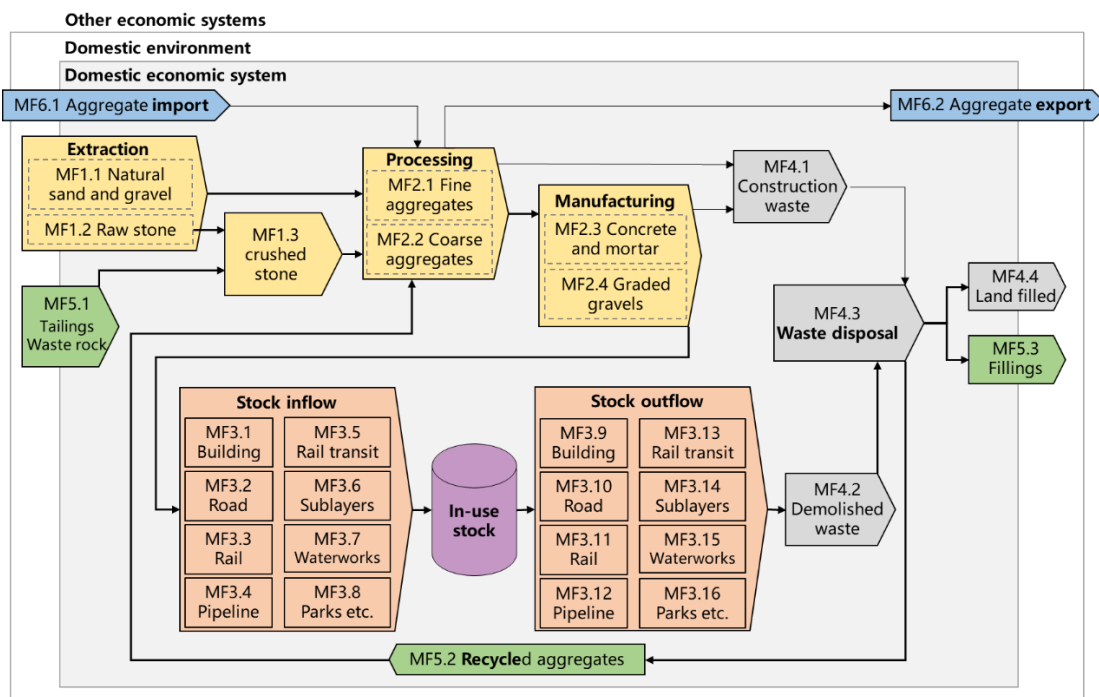 Other economic systems
Domestic environment
Domestic economic system
MF6.1 Aggregate import
MF6.2 Aggregate export
Extraction
MF1.1 Natural
sand and gravel
MF1.2 Raw stone
MF1.3
crushed
stone
MF5.1
Tailings
Waste rock
Processing
MF2.1 Fine
aggregates
MF2.2 Coarse
aggregates
Manufacturing
MF2.3 Concrete
and mortar
MF2.4 Graded
gravels
MF4.1
Construction
waste
MF4.3
Waste disposal
MF4.4
Land filled
MF5.3
Fillings
Stock inflow
MF3.1
Building
MF3.5
Rail transit
MF3.2
Road
MF3.6
Sublayers
MF3.3
Rail
MF3.7
Waterworks
MF3.4
Pipeline
MF3.8
Parks etc.
In-use
stock
Stock outflow
MF3.9
Building
MF3.13
Rail transit
MF3.10
Road
MF3.14
Sublayers
MF3.11
Rail
MF3.15
Waterworks
MF3.12
Pipeline
MF3.16
Parks etc.
MF4.2
Demolished
waste
MF5.2 Recycled aggregates